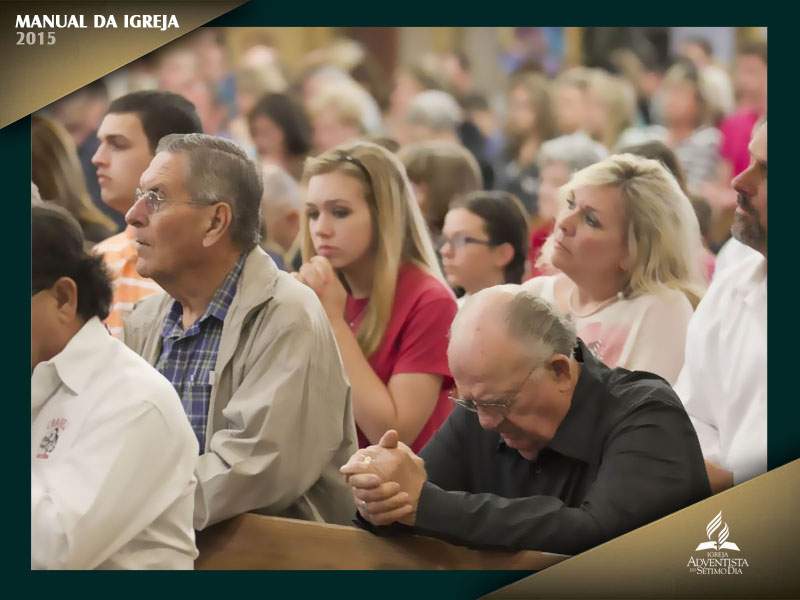 MANUAL DA IGREJA
2015
IGREJA
ADVENTISTA
DO SÉTIMO DIA